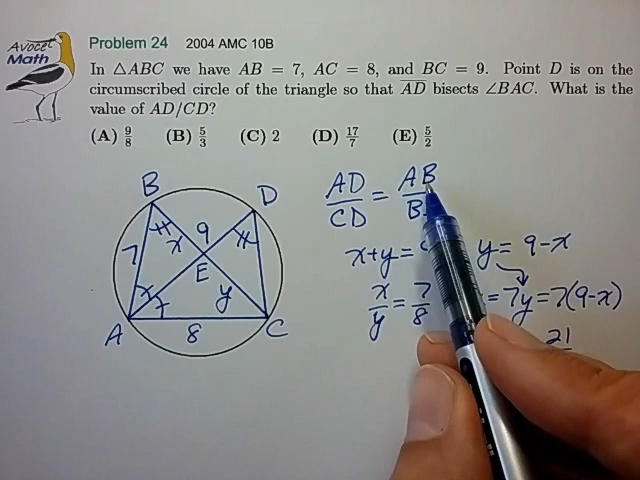 Avocet
Math
Problem 24 2004 AMC 10B
In △ABC we have AB = 7, AC = 8, and BC = 9. Point D is on the
circumscribed circle of the triangle so that AD bisects ∠BAC. What is the
value of AD/CD?
(A) 9/8 (B) 5/3 (C) 2 (D) 17/7 (E) 5/2
B
D
9
7
x
E
y
A
8
C
AD/CD = AB/B
x+y= y= 9-x
x/y = 7/8 = 7y=7(9-x)
21